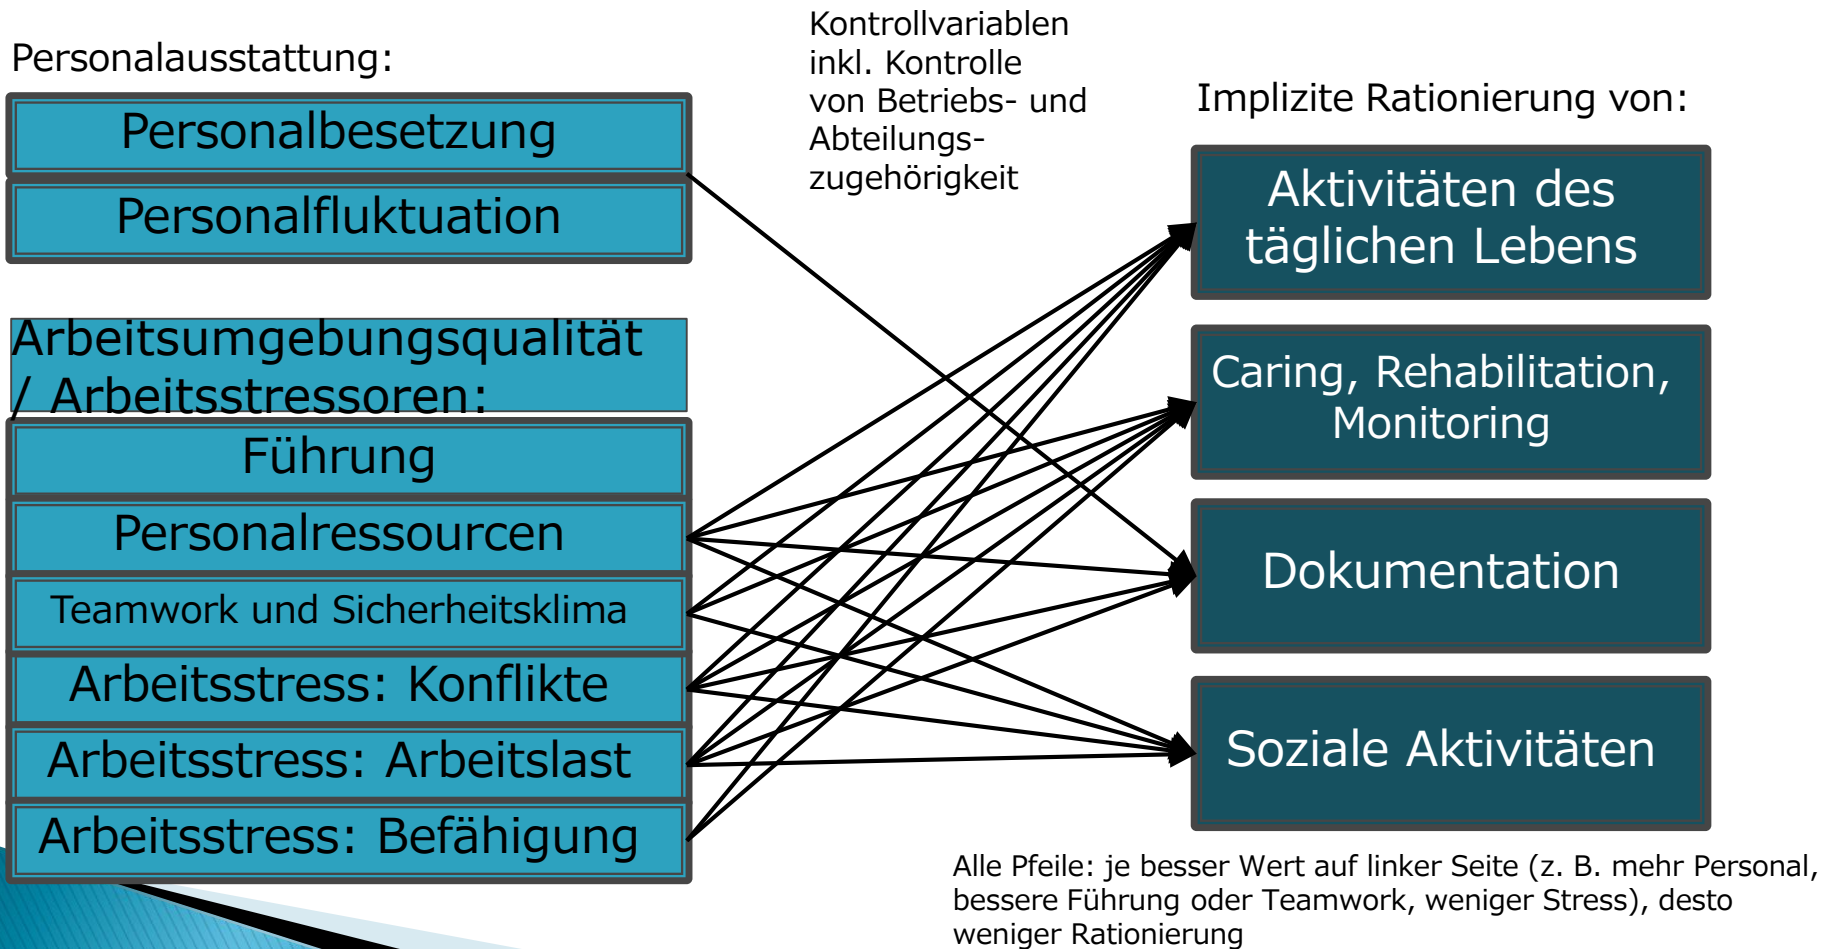 Personalausstattung:
Personalbesetzung
Personalfluktuation
Arbeitsumgebungsqualität
/ Arbeitsstressoren:
Führung
Personalressourcen
Teamwork und Sicherheitsklima
Arbeitsstress: Konflikte
Arbeitsstress: Arbeitslast
Arbeitsstress: Befähigung
Kontrollvariablen
inkl. Kontrolle
von Betriebs- und
Abteilungs-
zugehörigkeit
Implizite Rationierung von:
Aktivitäten des
täglichen Lebens
Caring, Rehabilitation,
Monitoring
Dokumentation
Soziale Aktivitäten
Alle Pfeile: je besser Wert auf linker Seite (z. B. mehr Personal,
bessere Führung oder Teamwork, weniger Stress), desto
weniger Rationierung